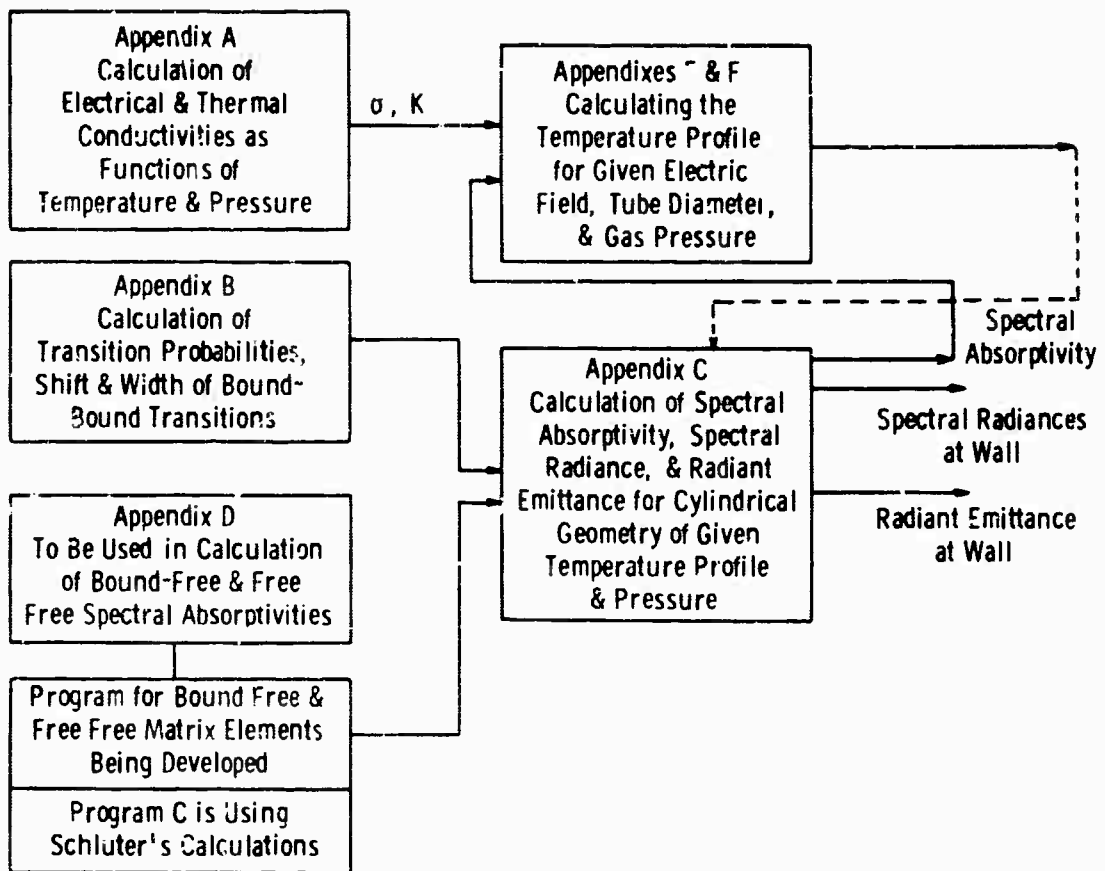 Appendix A
Calculation of
Electrical & Thermal
Conductivities as
Functions of
Temperature & Pressure
σ, K
Appendixes & F
Calculating the
Temperature Profile
for Given Electric
Field, Tube Diameter,
& Gas Pressure
Appendix B
Calculation of
Transition Probabilities,
Shift & Width of Bound-
Bound Transitions
Spectral
Absorptivity
Appendix C
Calculation of Spectral
Absorptivity, Spectral
Radiance, & Radiant
Emittance for Cylindrical
Geometry of Given
Temperature Profile
& Pressure
Spectral Radiances
at Wall
Radiant Emittance
at Wall
Appendix D
To Be Used in Calculation
of Bound-Free & Free
Free Spectral Absorptivities
Program for Bound Free &
Free Free Matrix Elements
Being Developed
Program C is Using
Schluter's Calculations